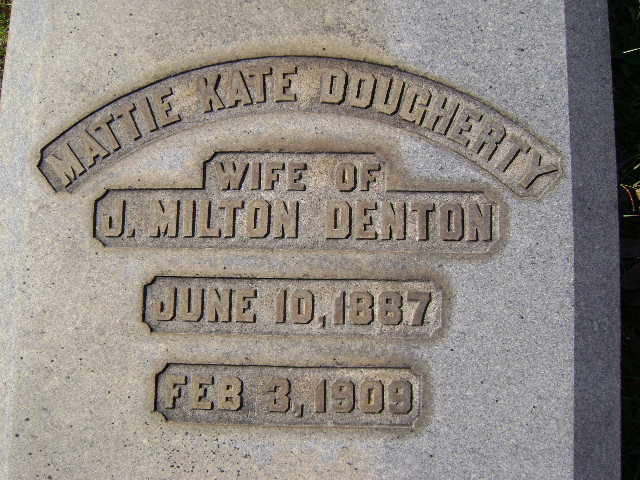 MATTIE KATE DOUGHERTY
WIFE OF
J. MILTON DENTON
JUNE 10, 1887
FEB 3, 1909